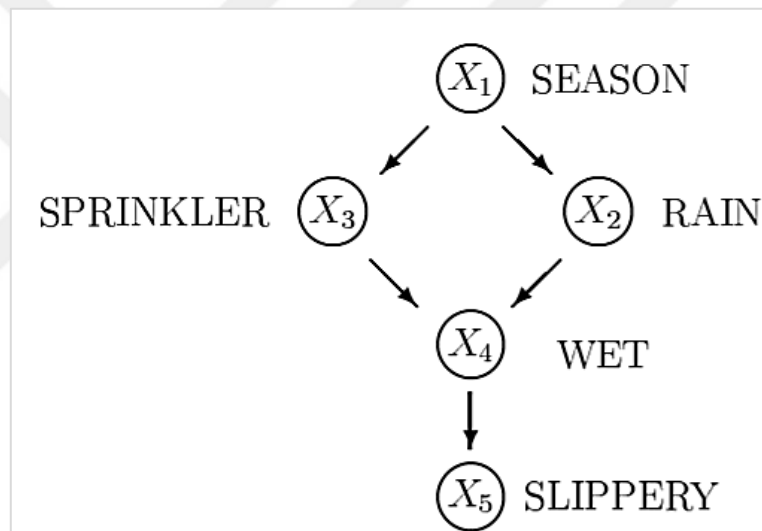 X₁ SEASON
SPRINKLER X₃ X₂ RAIN
X₄ WET
X₅ SLIPPERY